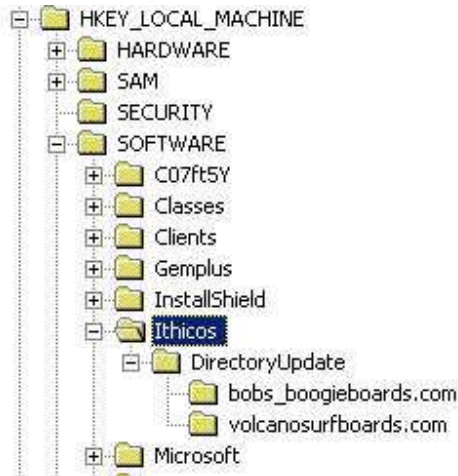 HKEY_LOCAL_MACHINE
HARDWARE
SAM
SECURITY
SOFTWARE
C07ft5Y
Classes
Clients
Gemplus
InstallShield
Ithicos
DirectoryUpdate
bobs_boogieboards.com
volcanosurfboards.com
Microsoft